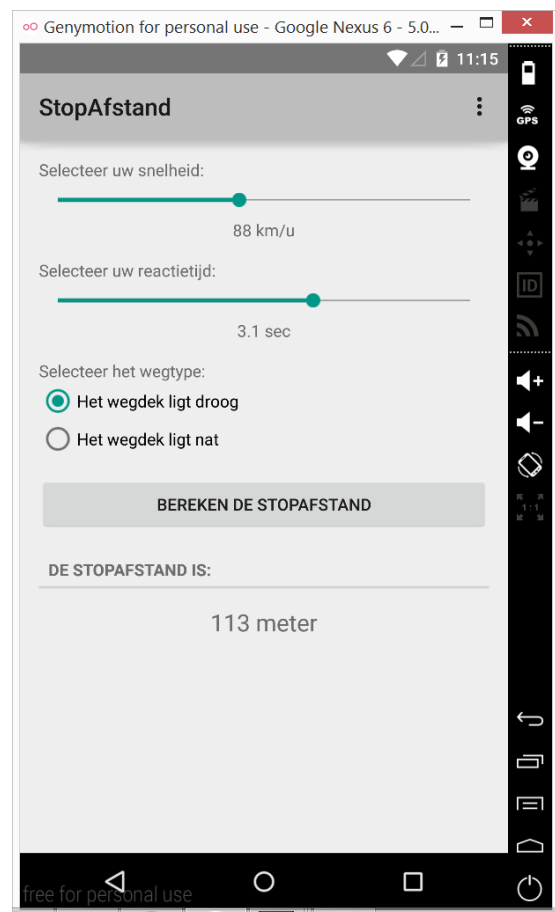 Genymotion for personal use - Google Nexus 6 - 5.0...
11:15
StopAfstand
GPS
Selecteer uw snelheid:
88 km/u
Selecteer uw reactietijd:
3.1 sec
ID
Selecteer het wegtype:
Het wegdek ligt droog
Het wegdek ligt nat
BEREKEN DE STOPAFSTAND
1:1
DE STOPAFSTAND IS:
113 meter
free for personal use